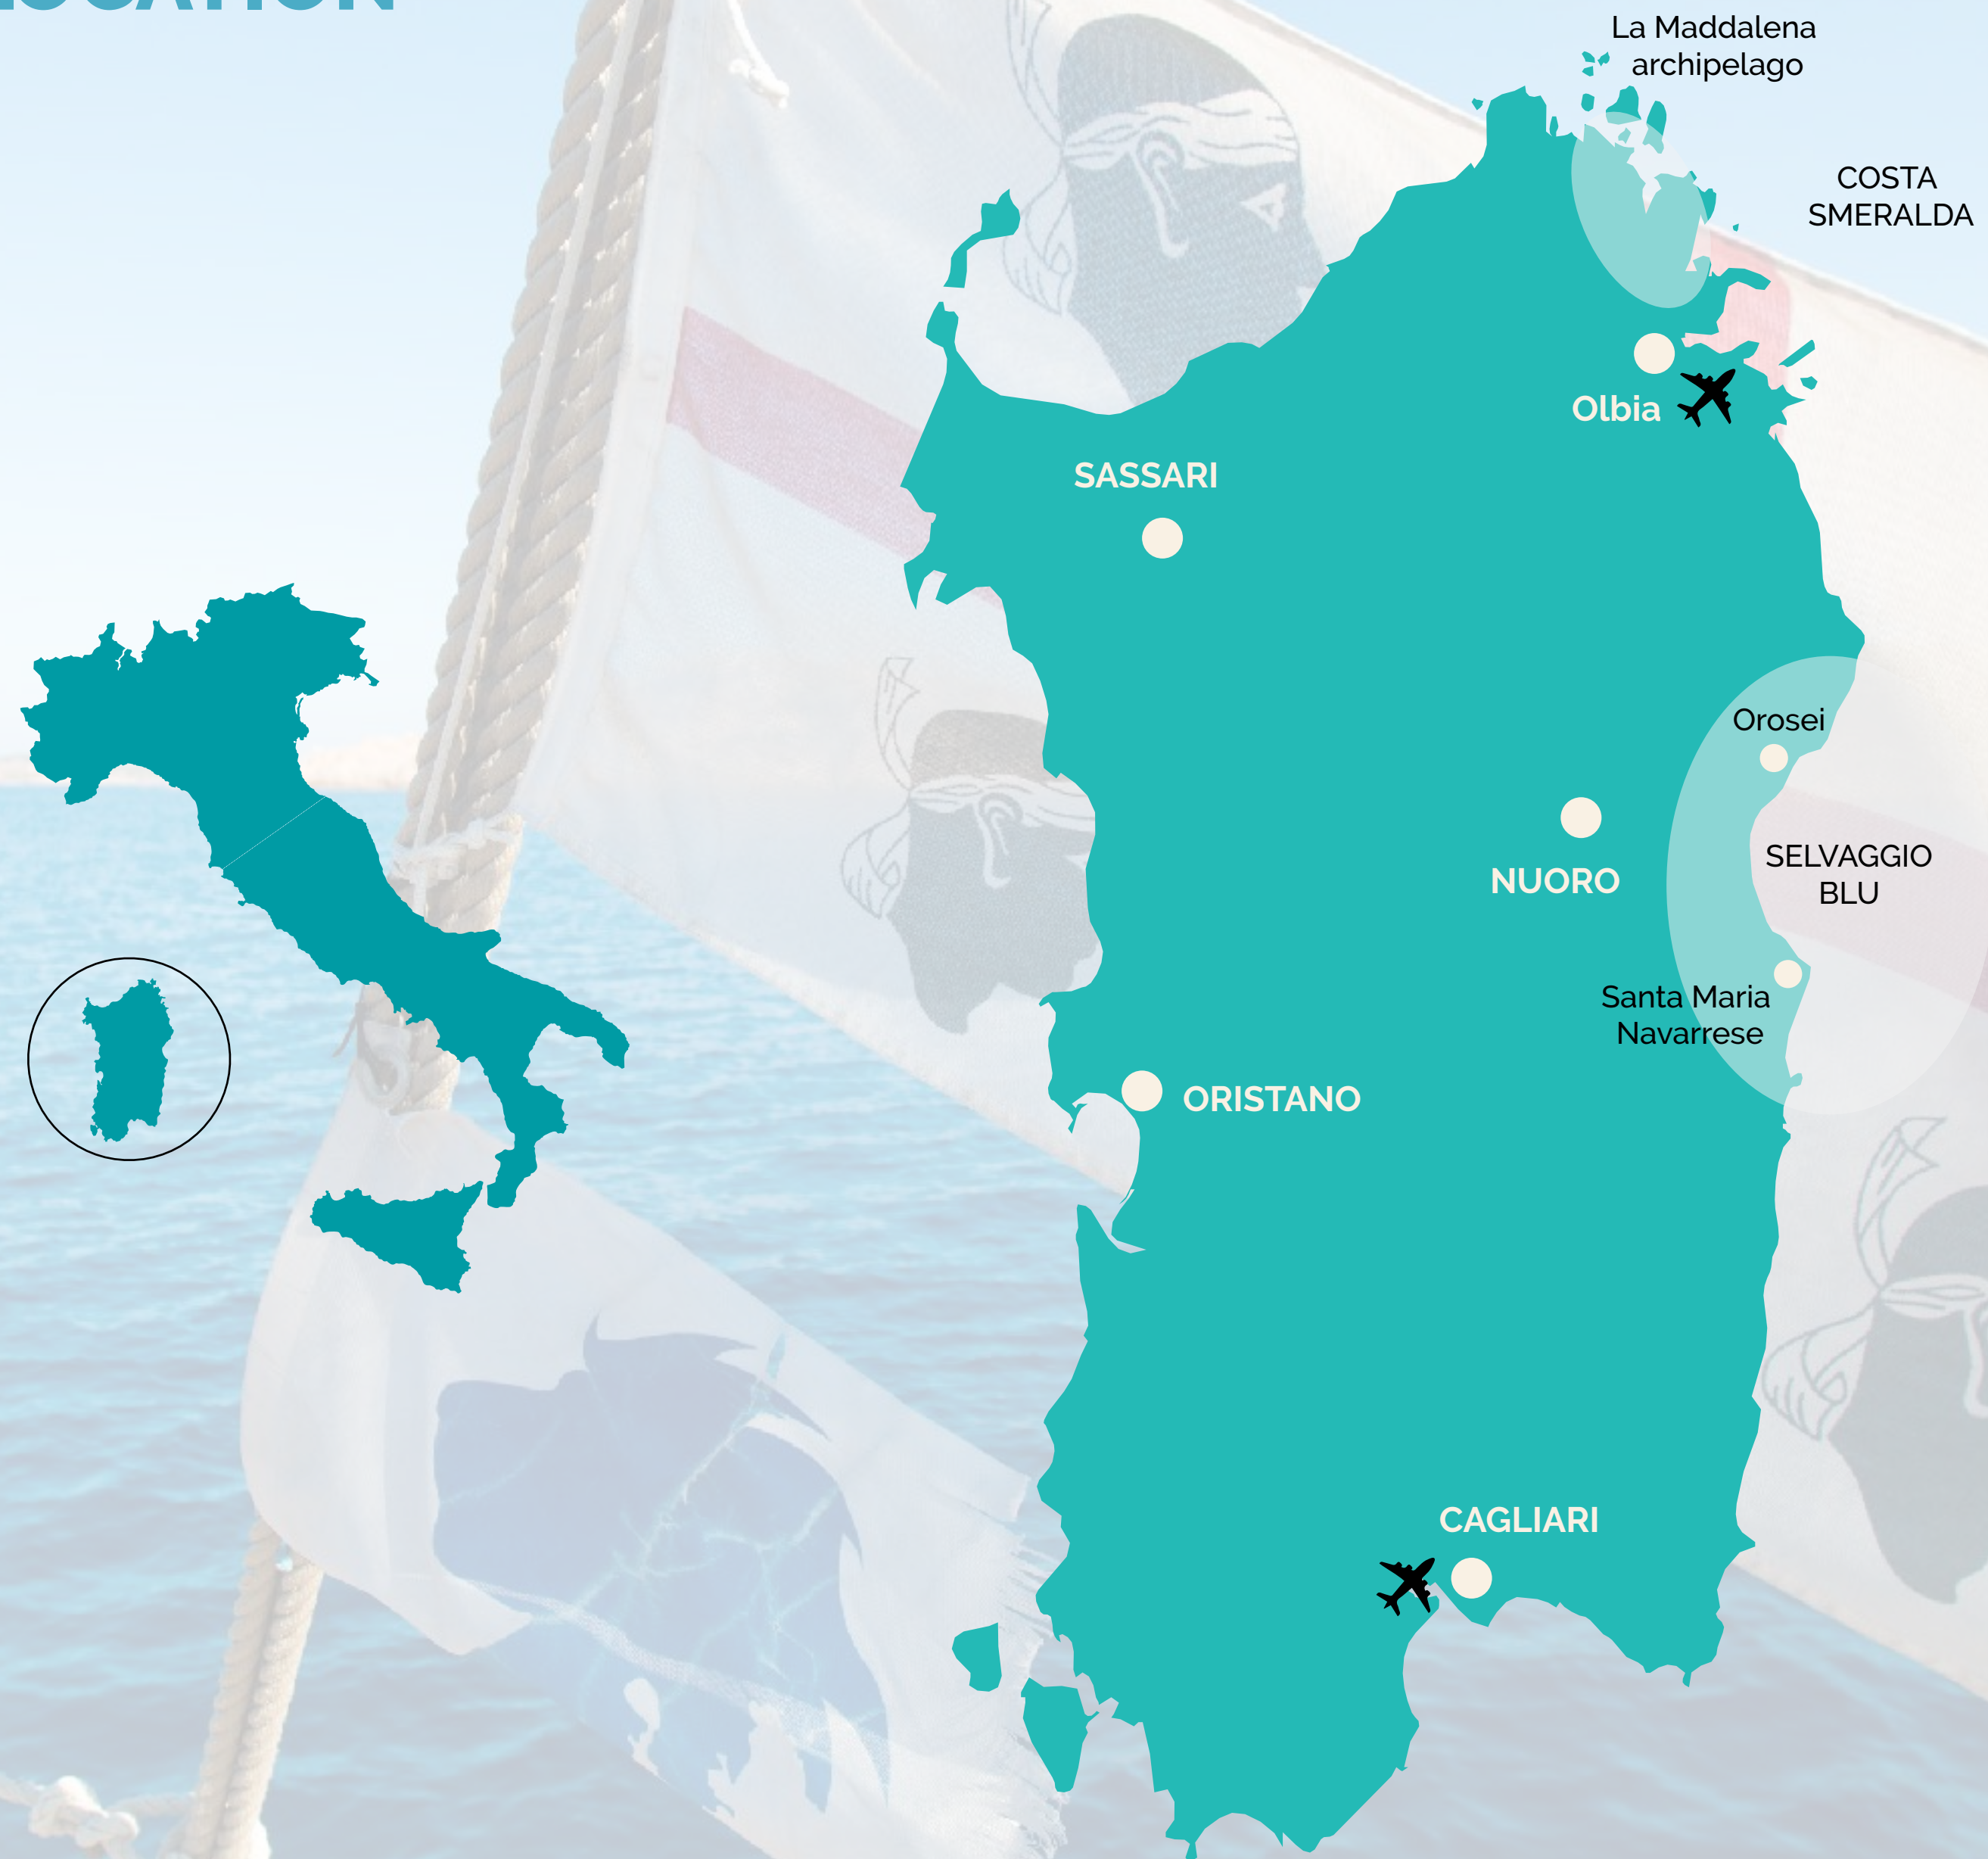 La Maddalena
archipelago
COSTA
SMERALDA
Olbia
SASSARI
Orosei
SELVAGGIO
BLU
NUORO
Santa Maria
Navarrese
ORISTANO
CAGLIARI